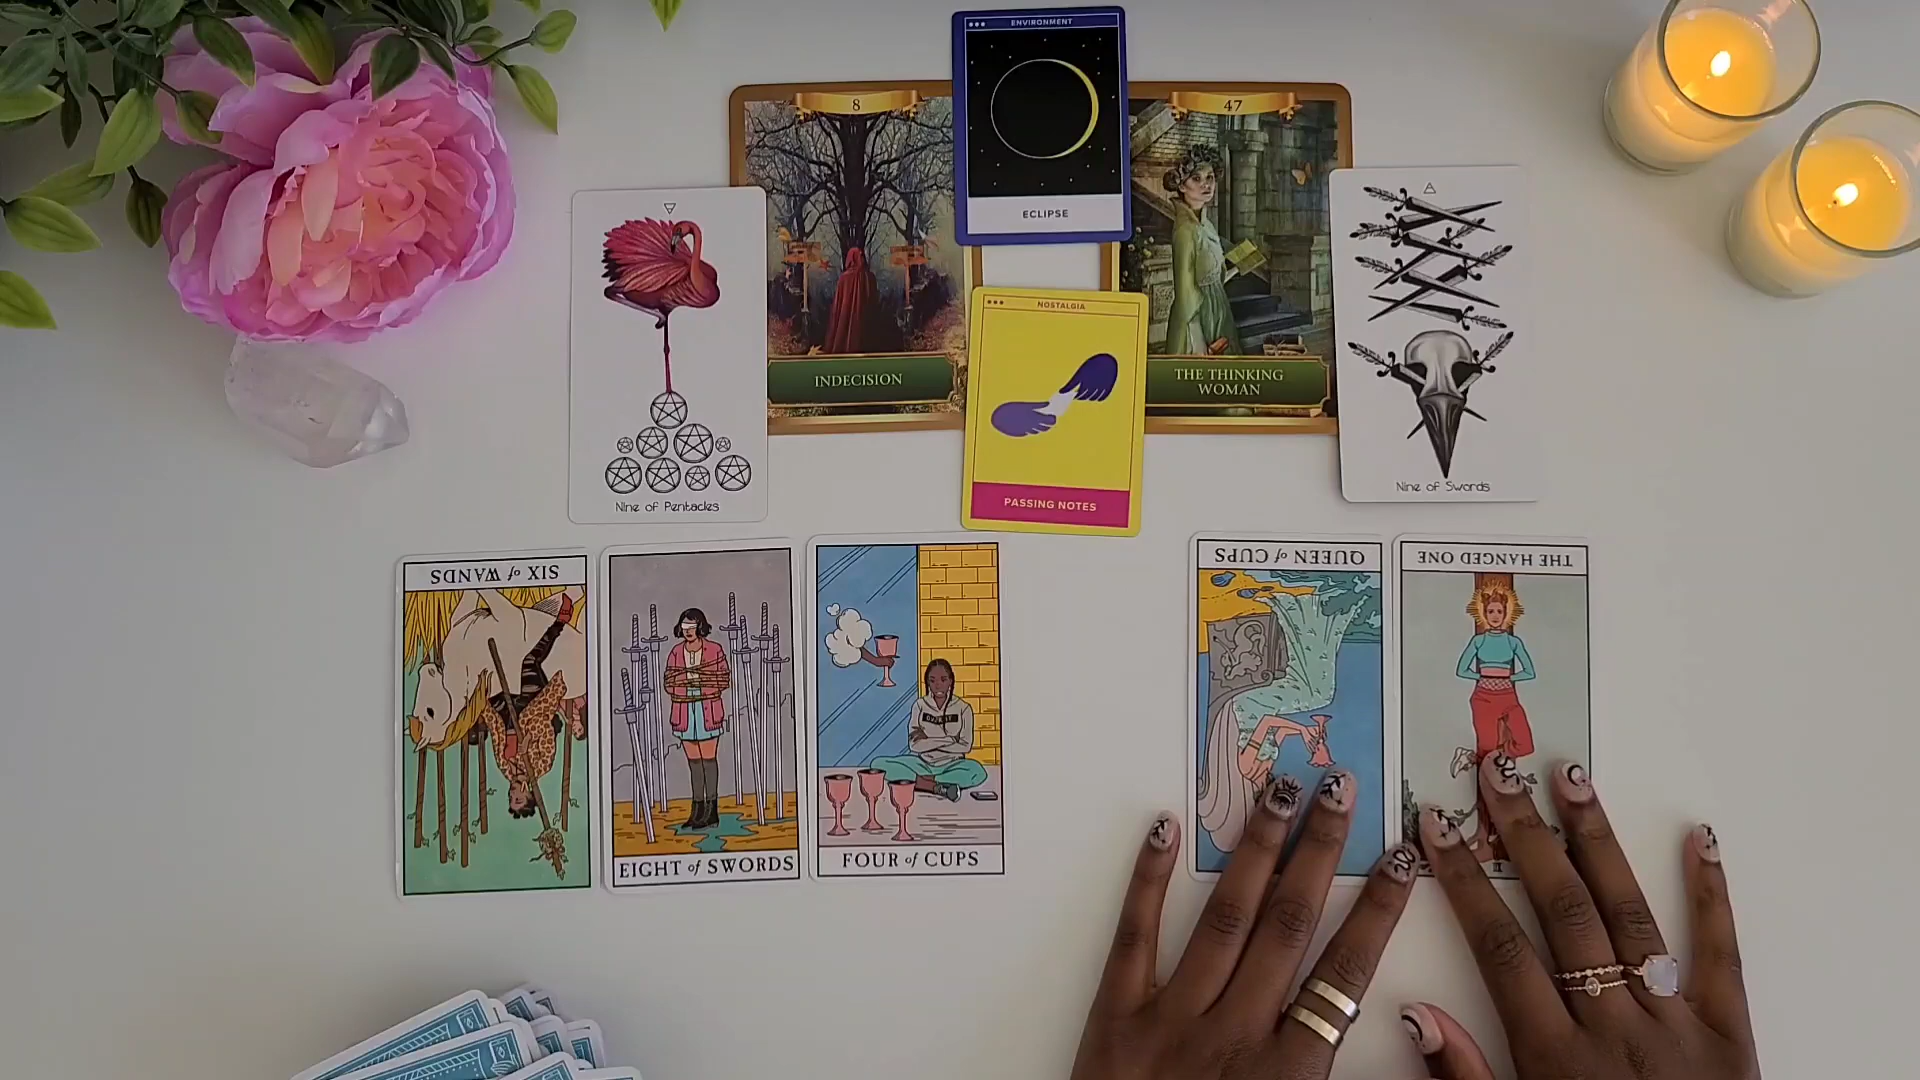 ENVIRONMENT
ECLIPSE
8
INDECISION
47
THE THINKING
WOMAN
Nine of Pentacles
NOSTALGIA
PASSING NOTES
Nine of Swords
SIX of WANDS
EIGHT of SWORDS
FOUR of CUPS
QUEEN of CUPS
THE HANGED ONE